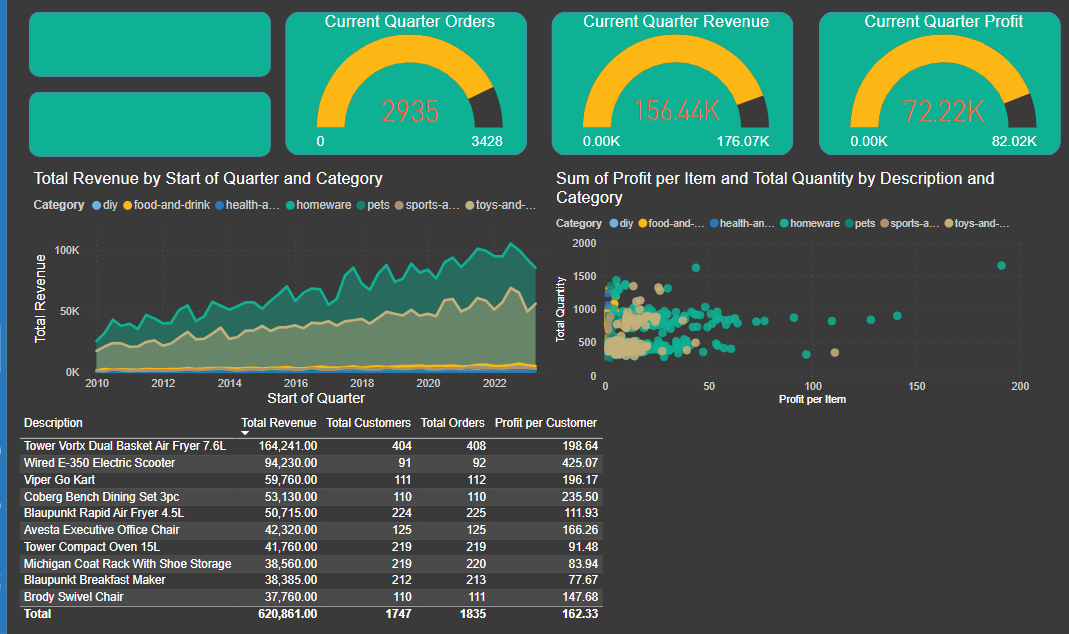 Current Quarter Orders
2935
0 3428
Current Quarter Revenue
156.44K
0.00K 176.07K
Current Quarter Profit
72.22K
0.00K 82.02K
Total Revenue by Start of Quarter and Category
Category diy food-and-drink health-a... homeware pets sports-a... toys-and-...
Total Revenue
100K
50K
0K
2010 2012 2014 2016 2018 2020 2022
Start of Quarter
Sum of Profit per Item and Total Quantity by Description and
Category
Category diy food-and-... health-an... homeware pets sports-a... toys-and-...
Total Quantity
2000
1500
1000
500
0
0 50 100 150 200
Profit per Item
Description Total Revenue Total Customers Total Orders Profit per Customer
Tower Vortx Dual Basket Air Fryer 7.6L 164,241.00 404 408 198.64
Wired E-350 Electric Scooter 94,230.00 91 92 425.07
Viper Go Kart 59,760.00 111 112 196.17
Coberg Bench Dining Set 3pc 53,130.00 110 110 235.50
Blaupunkt Rapid Air Fryer 4.5L 50,715.00 224 225 111.93
Avesta Executive Office Chair 42,320.00 125 125 166.26
Tower Compact Oven 15L 41,760.00 219 219 91.48
Michigan Coat Rack With Shoe Storage 38,560.00 219 220 83.94
Blaupunkt Breakfast Maker 38,385.00 212 213 77.67
Brody Swivel Chair 37,760.00 110 111 147.68
Total 620,861.00 1747 1835 162.33